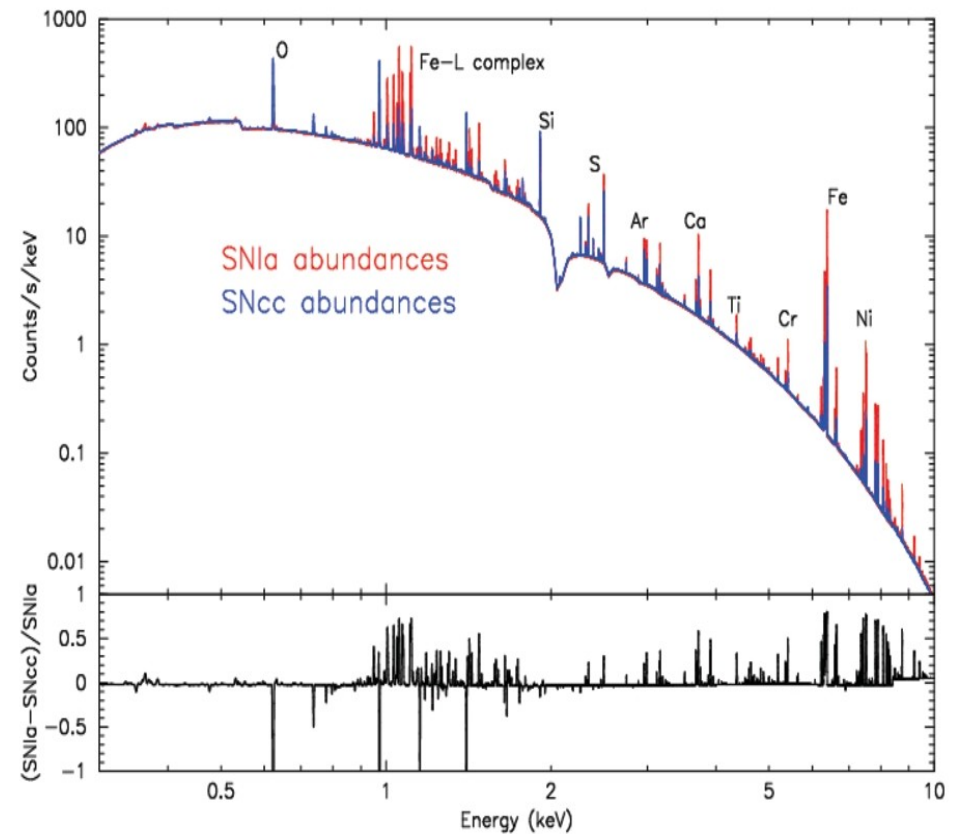 1000
100
10
1
0.1
0.01
Counts/s/keV
O
Fe-L complex
Si
S
Ar
Ca
Ti
Cr
Fe
Ni
SNIa abundances
SNcc abundances
1
0.5
0
-0.5
-1
(SNIa-SNcc)/SNIa
0.5
1
2
5
10
Energy (keV)